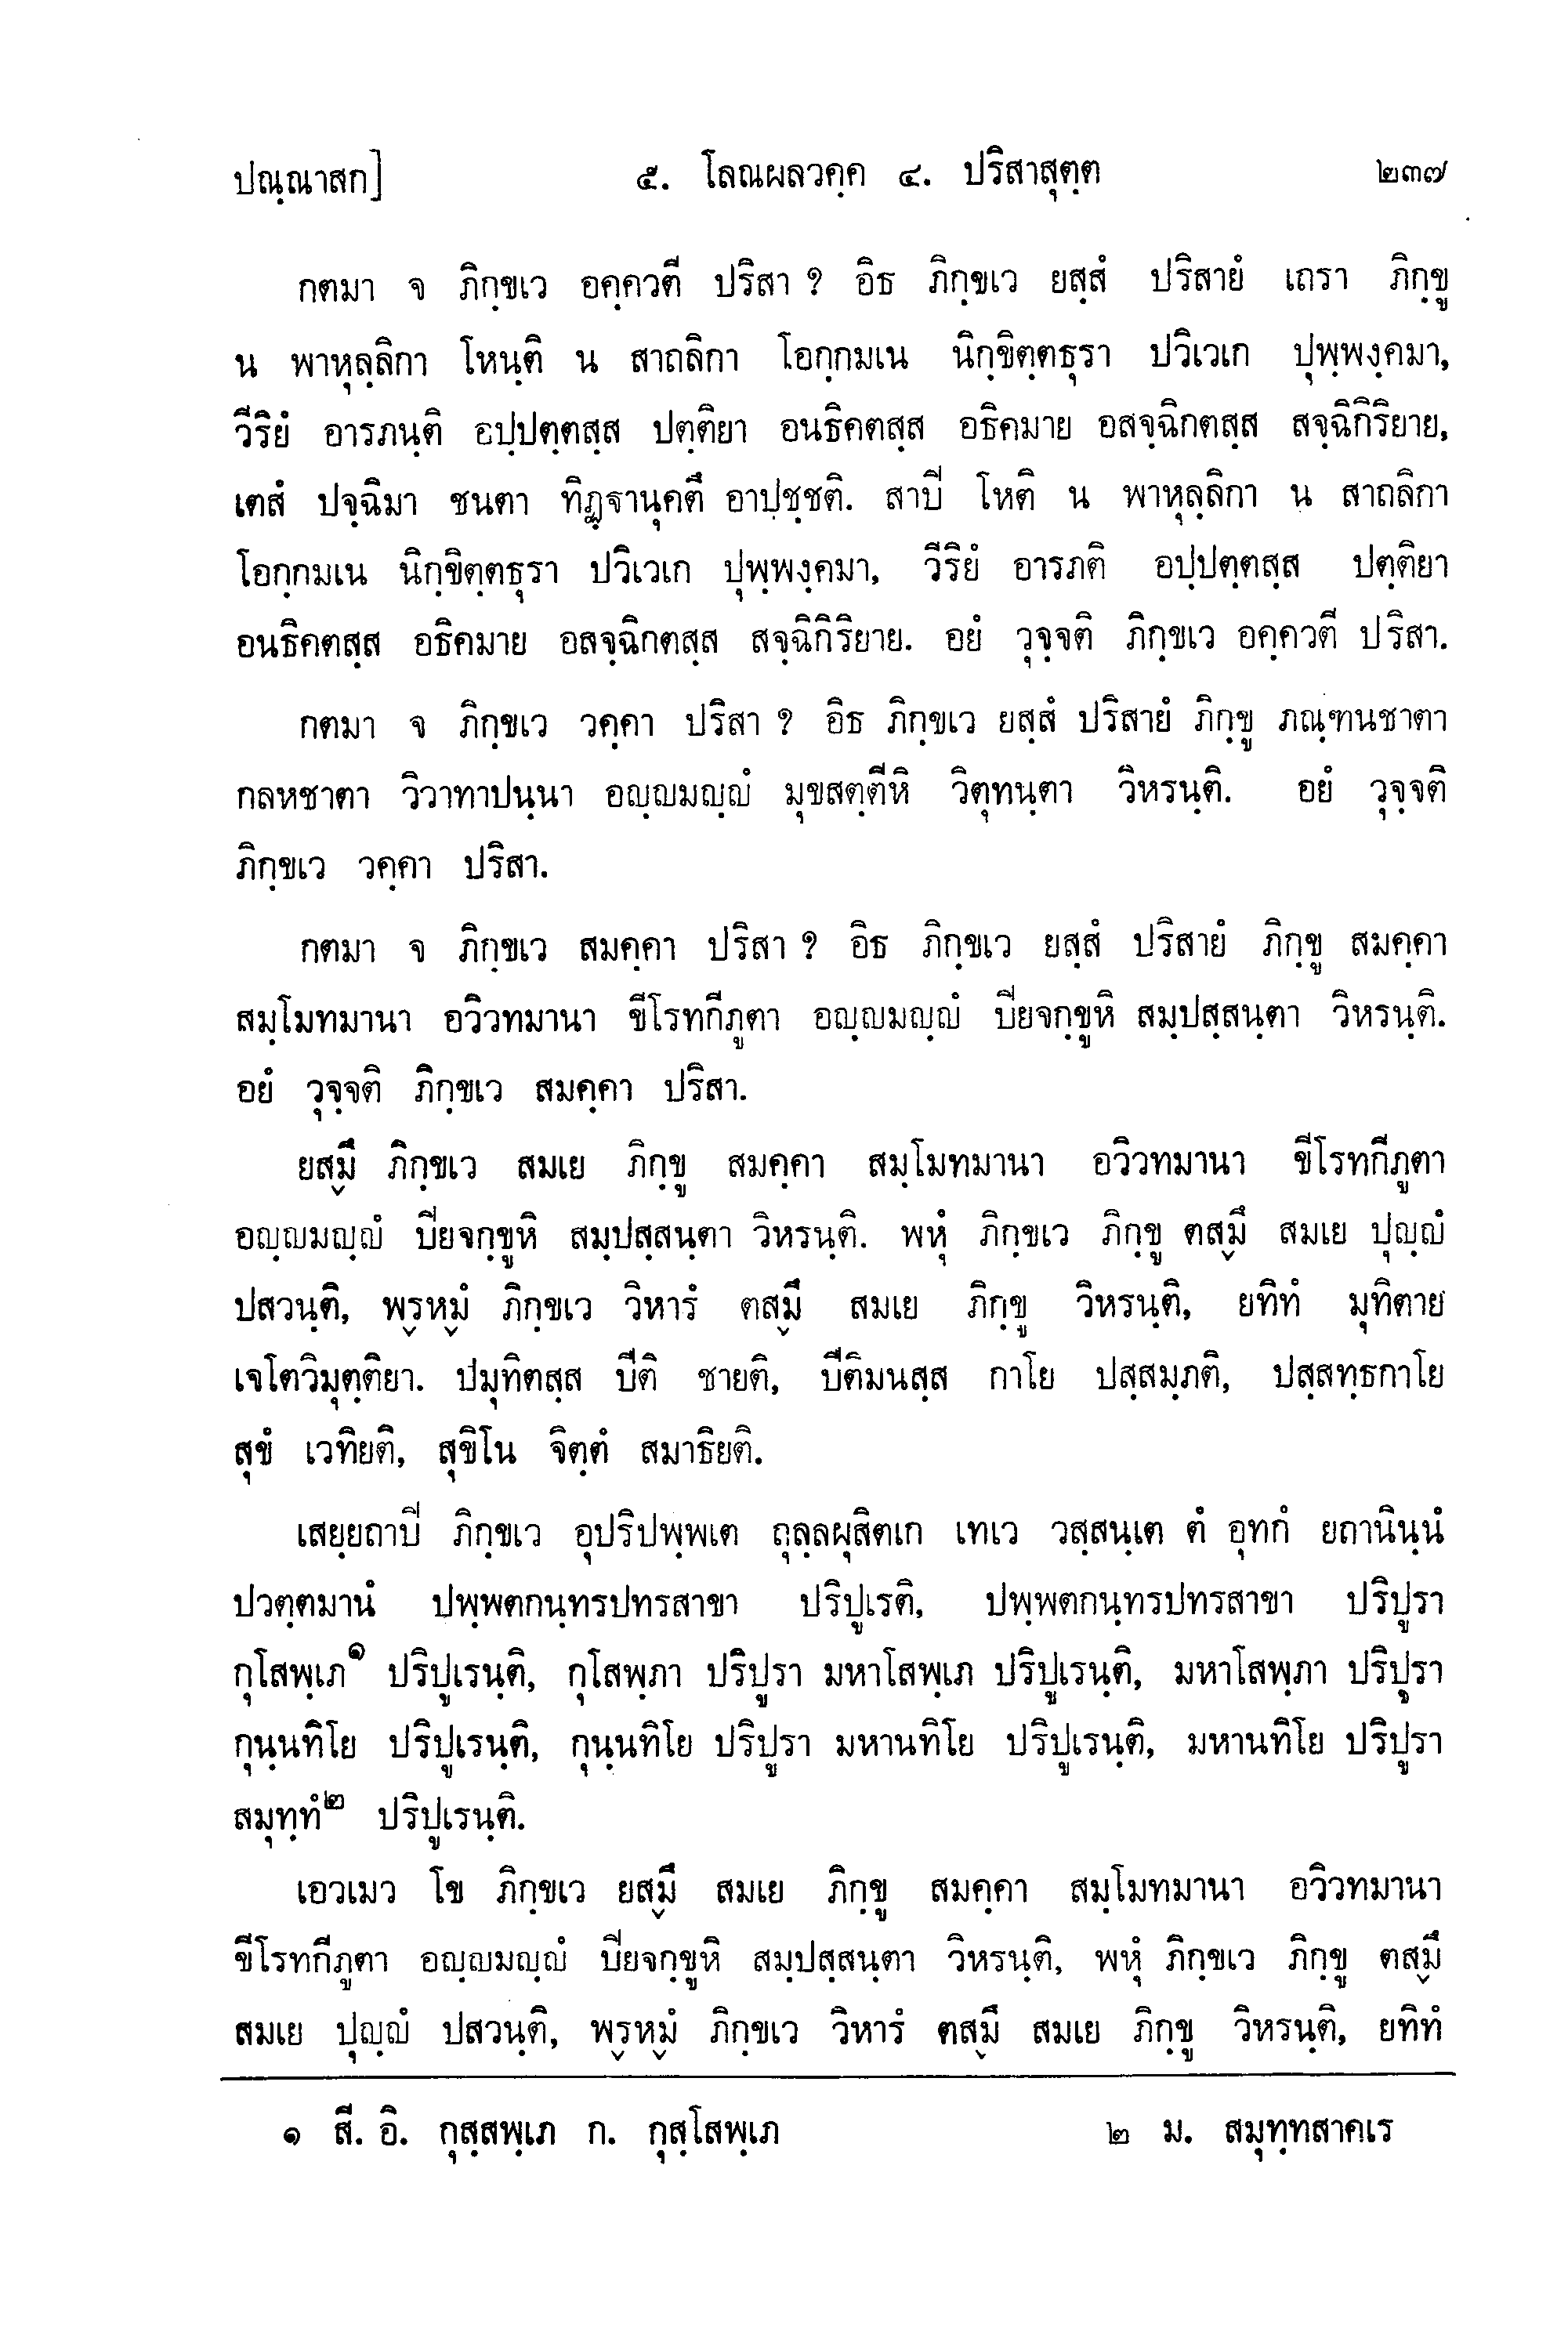 ปณฺณาสก]	๕. โลณผลวคฺค ๔. ปริสาสุตฺต	๒๓๗
กตมา จ ภิกฺขเว อคฺควตี ปริสา ? อิธ ภิกฺขเว ยสฺสํ ปริสายํ เถรา ภิกฺขู
น พาหุลฺลิกา โหนฺติ น สาถลิกา โอกฺกมเน นิกฺขิตฺตธุรา ปวิเวเก ปุพฺพงฺคมา,
วีริยํ อารภนฺติ อปฺปตฺตสฺส ปตฺติยา อนธิคตสฺส อธิคมาย อสจฺฉิกตสฺส สจฺฉิกิริยาย,
เตสํ ปจฺฉิมา ชนตา ทิฏฺฐานุคตึ อาปชฺชติ. สาปิ โหติ น พาหุลฺลิกา น สาถลิกา
โอกฺกมเน นิกฺขิตฺตธุรา ปวิเวเก ปุพฺพงฺคมา, วีริยํ อารภติ อปฺปตฺตสฺส ปตฺติยา
อนธิคตสฺส อธิคมาย อสจฺฉิกตสฺส สจฺฉิกิริยาย. อยํ วุจฺจติ ภิกฺขเว อคฺควตี ปริสา.
กตมา จ ภิกฺขเว วคฺคา ปริสา ? อิธ ภิกฺขเว ยสฺสํ ปริสายํ ภิกฺขู ภณฺฑนชาตา
กลหชาตา วิวาทาปนฺนา อญฺญมญฺญํ มุขสตฺตีหิ วิตุทนฺตา วิหรนฺติ. อยํ วุจฺจติ
ภิกฺขเว วคฺคา ปริสา.
กตมา จ ภิกฺขเว สมคฺคา ปริสา ? อิธ ภิกฺขเว ยสฺสํ ปริสายํ ภิกฺขู สมคฺคา
สมฺโมทมานา อวิวทมานา ขีโรทกีภูตา อญฺญมญฺญํ ปิยจกฺขูหิ สมฺปสฺสนฺตา วิหรนฺติ.
อยํ วุจฺจติ ภิกฺขเว สมคฺคา ปริสา.
ยสฺมึ ภิกฺขเว สมเย ภิกฺขู สมคฺคา สมฺโมทมานา อวิวทมานา ขีโรทกีภูตา
อญฺญมญฺญํ ปิยจกฺขูหิ สมฺปสฺสนฺตา วิหรนฺติ. พหุํ ภิกฺขเว ภิกฺขู ตสฺมึ สมเย ปุญฺญํ
ปสวนฺติ, พฺรหฺมํ ภิกฺขเว วิหารํ ตสฺมึ สมเย ภิกฺขู วิหรนฺติ, ยทิทํ มุทิตาย
เจโตวิมุตฺติยา. ปมุทิตสฺส ปีติ ชายติ, ปีติมนสฺส กาโย ปสฺสมฺภติ, ปสฺสทฺธกาโย
สุขํ เวทิยติ, สุขิโน จิตฺตํ สมาธิยติ.
เสยฺยถาปิ ภิกฺขเว อุปริปพฺพเต ถุลฺลผุสิตเก เทเว วสฺสนฺเต ตํ อุทกํ ยถานินฺนํ
ปวตฺตมานํ ปพฺพตกนฺทรปทรสาขา ปริปูเรติ, ปพฺพตกนฺทรปทรสาขา ปริปูรา
กุโสพฺเภ๑ ปริปูเรนฺติ, กุโสพฺภา ปริปูรา มหาโสพฺเภ ปริปูเรนฺติ, มหาโสพฺภา ปริปุรา
กุนฺนทิโย ปริปูเรนฺติ, กุนฺนทิโย ปริปูรา มหานทิโย ปริปูเรนฺติ, มหานทิโย ปริปูรา
สมุทฺทํ๒ ปริปูเรนฺติ.
เอวเมว โข ภิกฺขเว ยสฺมึ สมเย ภิกฺขู สมคฺคา สมฺโมทมานา อวิวทมานา
ขีโรทกีภูตา อญฺญมญฺญํ ปิยจกฺขูหิ สมฺปสฺสนฺตา วิหรนฺติ, พหุํ ภิกฺขเว ภิกฺขู ตสฺมึ
สมเย ปุญฺญํ ปสวนฺติ, พฺรหฺมํ ภิกฺขเว วิหารํ ตสฺมึ สมเย ภิกฺขู วิหรนฺติ, ยทิทํ
๑ สี. อิ. กุสฺสพฺเภ ก. กุสฺโสพฺเภ	๒ ม. สมุทฺทสาคเร